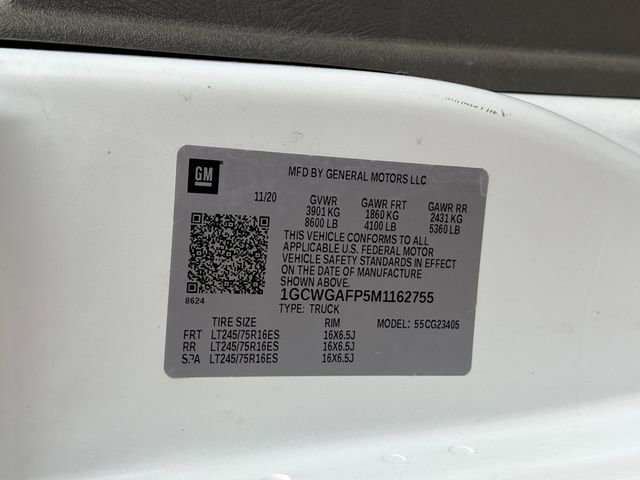 GM
MFD BY GENERAL MOTORS LLC
11/20 GVWR GAWR FRT GAWR RR
3901 KG 1860 KG 2431 KG
8600 LB 4100 LB 5360 LB
THIS VEHICLE CONFORMS TO ALL
APPLICABLE U.S. FEDERAL MOTOR
VEHICLE SAFETY STANDARDS IN EFFECT
ON THE DATE OF MANUFACTURE
SHOWN ABOVE.
8624 1GCWGAFP5M1162755
TYPE: TRUCK MODEL: 55CG23405
TIRE SIZE RIM
FRT LT245/75R16ES 16X6.5J
RR LT245/75R16ES 16X6.5J
SPA LT245/75R16ES 16X6.5J